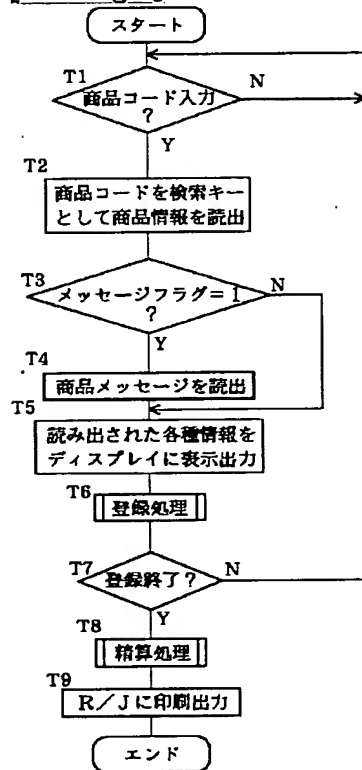 スタート
T1
商品コード入力
?
N
Y
T2
商品コードを検索キー
として商品情報を読出
T3
メッセージフラグ=1
?
N
Y
T4
商品メッセージを読出
T5
読み出された各種情報を
ディスプレイに表示出力
T6
登録処理
T7
登録終了?
N
Y
T8
精算処理
T9
R/Jに印刷出力
エンド